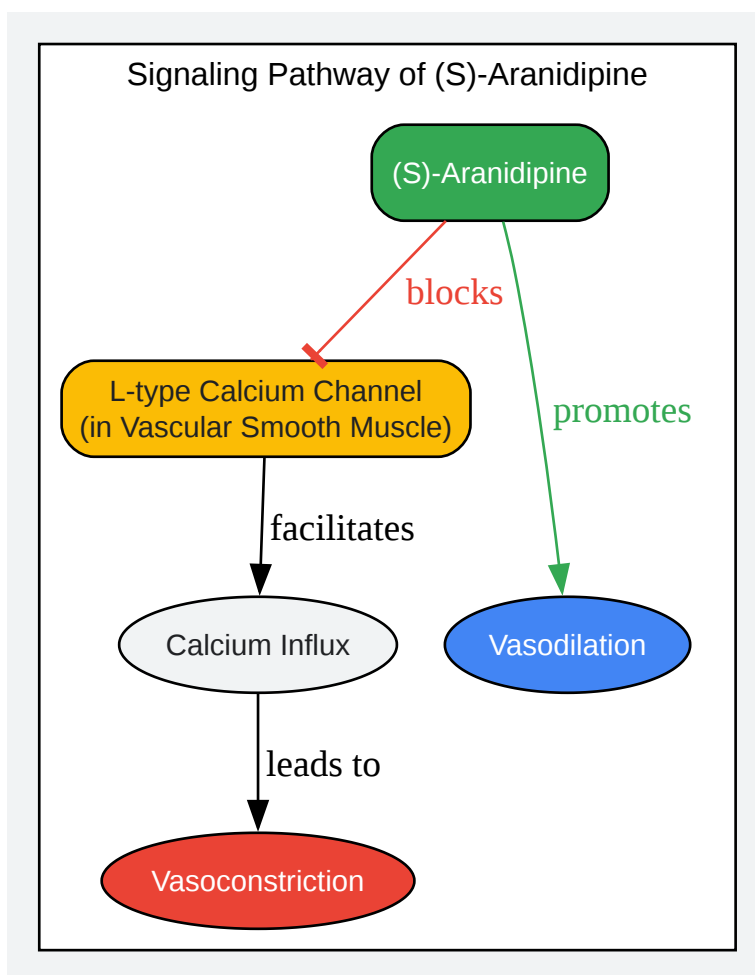 Signaling Pathway of (S)-Aranidipine
(S)-Aranidipine
blocks
L-type Calcium Channel
(in Vascular Smooth Muscle)
promotes
facilitates
Calcium Influx
Vasodilation
leads to
Vasoconstriction